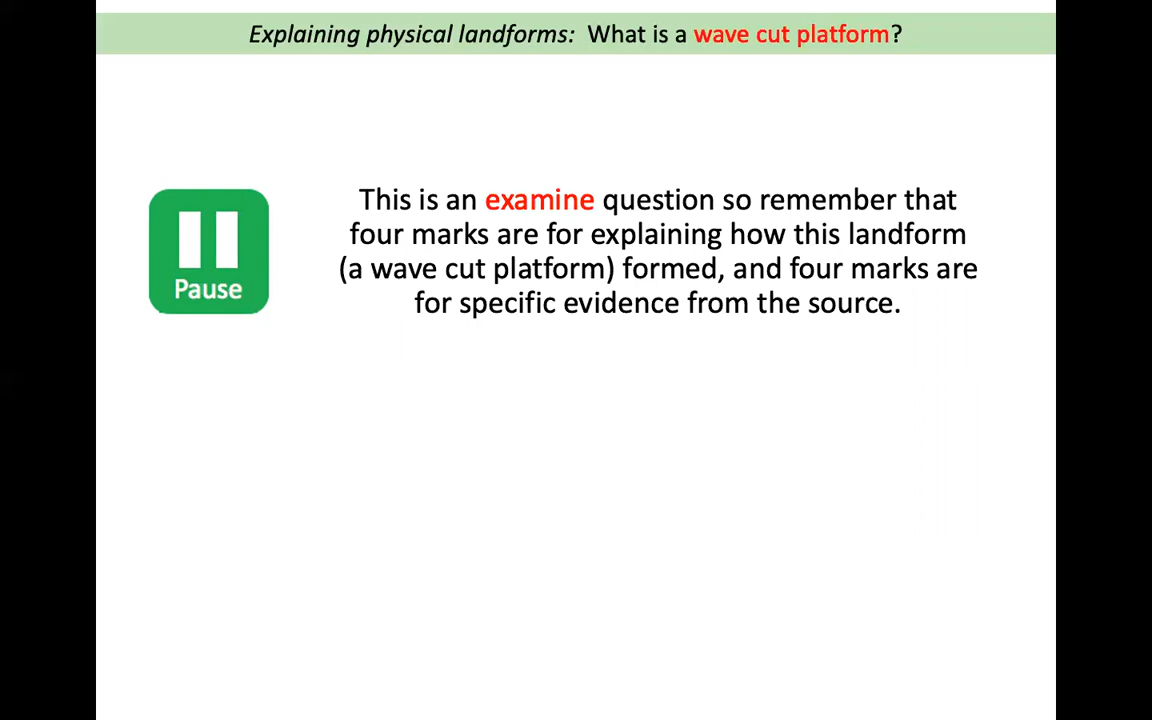 Explaining physical landforms: What is a wave cut platform?
This is an examine question so remember that
four marks are for explaining how this landform
(a wave cut platform) formed, and four marks are
for specific evidence from the source.
Pause